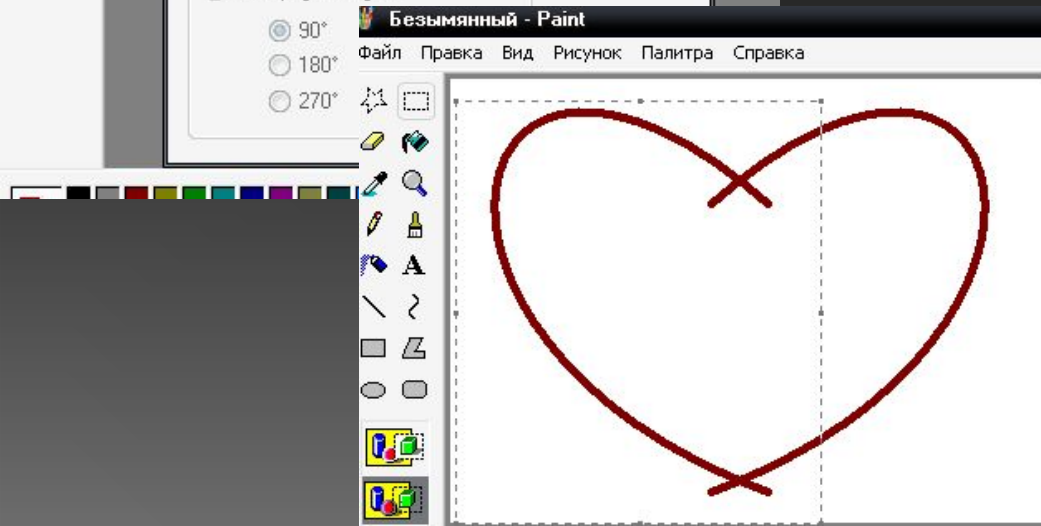 90°
180°
270°
Безымянный - Paint
Файл Правка Вид Рисунок Палитра Справка
A